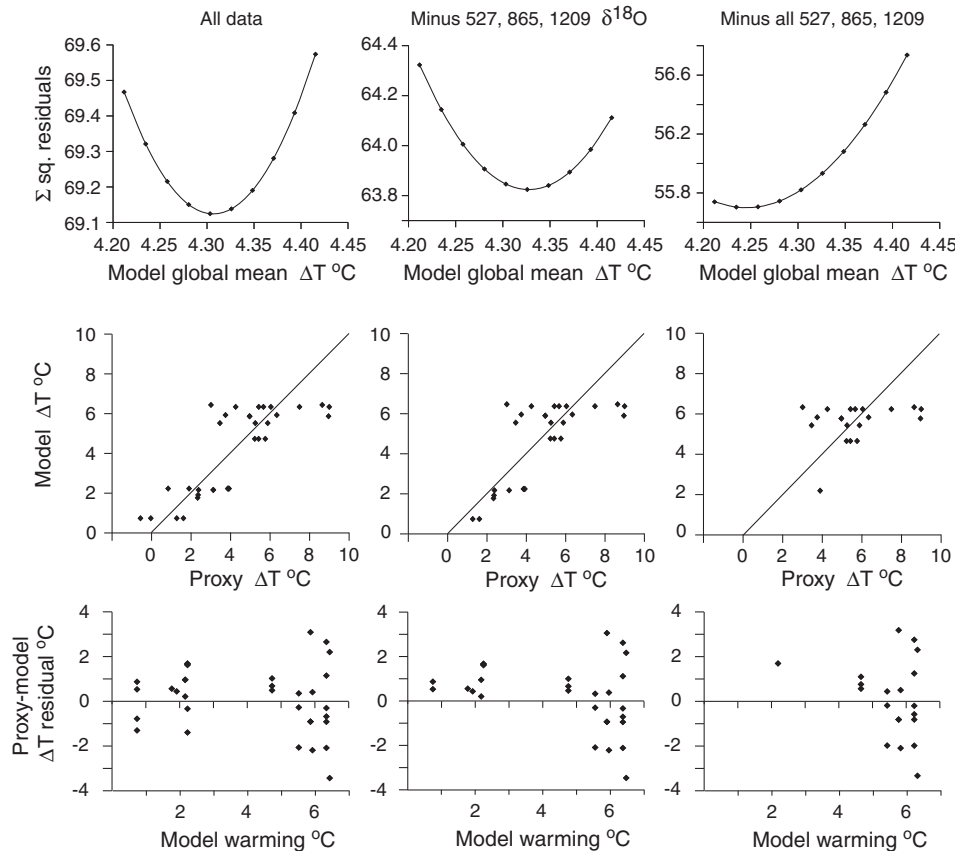 All data
Minus 527, 865, 1209 δ18O
Minus all 527, 865, 1209
Σ sq. residuals
69.6
69.5
69.4
69.3
69.2
69.1
4.20 4.25 4.30 4.35 4.40 4.45
Model global mean ΔT °C
64.4
64.2
64.0
63.8
4.20 4.25 4.30 4.35 4.40 4.45
Model global mean ΔT °C
56.6
56.2
55.8
4.20 4.25 4.30 4.35 4.40 4.45
Model global mean ΔT °C
Model ΔT °C
10
8
6
4
2
0
0 2 4 6 8 10
Proxy ΔT °C
10
8
6
4
2
0
0 2 4 6 8 10
Proxy ΔT °C
10
8
6
4
2
0
0 2 4 6 8 10
Proxy ΔT °C
Proxy-model
ΔT residual °C
4
2
0
-2
-4
2 4 6
Model warming °C
4
2
0
-2
-4
2 4 6
Model warming °C
4
2
0
-2
-4
2 4 6
Model warming °C